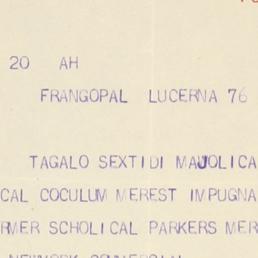 20 AH
FRANGOPAL LUCERNA 76
TAGALO SEXTIDI MAJOLICA
CAL COCULUM MEREST IMPUGNA
RMER SCHOLICAL PARKERS MER